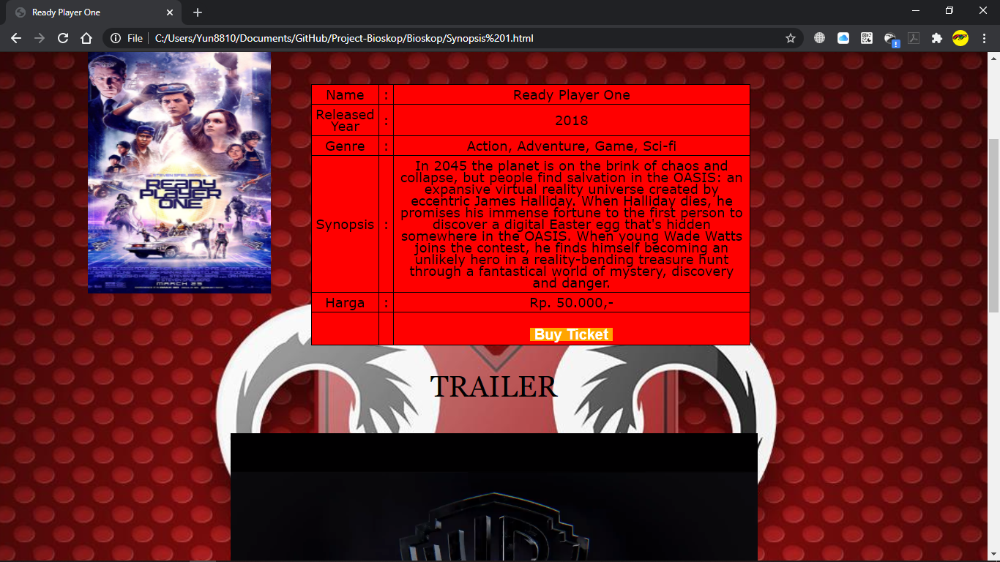 Ready Player One
File
C:/Users/Yun8810/Documents/GitHub/Project-Bioskop/Bioskop/Synopsis%201.html
READY
PLAYER
ONE
MARCH 29
Name : Ready Player One
Released
Year : 2018
Genre : Action, Adventure, Game, Sci-fi
Synopsis :
In 2045 the planet is on the brink of chaos and
collapse, but people find salvation in the OASIS: an
expansive virtual reality universe created by
eccentric James Halliday. When Halliday dies, he
promises his immense fortune to the first person to
discover a digital Easter egg that's hidden
somewhere in the OASIS. When young Wade Watts
joins the contest, he finds himself becoming an
unlikely hero in a reality-bending treasure hunt
through a fantastical world of mystery, discovery
and danger.
Harga : Rp. 50.000,-
Buy Ticket
TRAILER